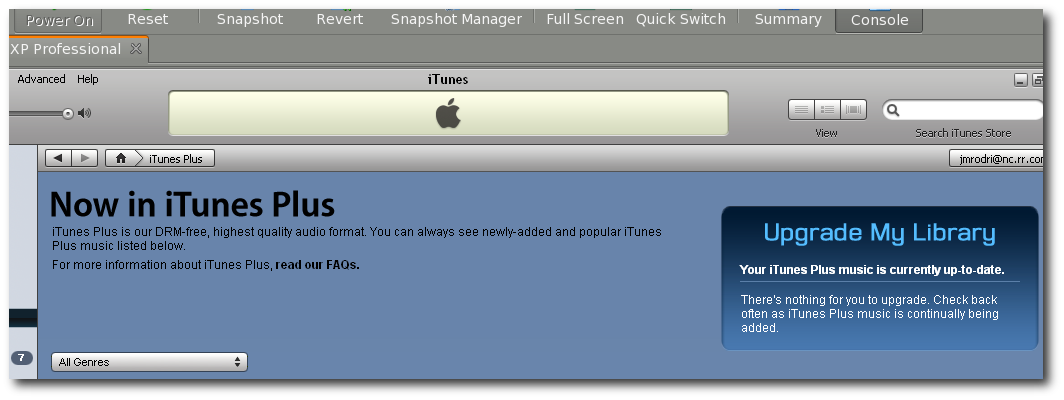 Power On Reset Snapshot Revert Snapshot Manager Full Screen Quick Switch Summary Console
XP Professional
Advanced Help iTunes
View Search iTunes Store
iTunes Plus jmrodri@nc.rr.com
Now in iTunes Plus
iTunes Plus is our DRM-free, highest quality audio format. You can always see newly-added and popular iTunes
Plus music listed below.
For more information about iTunes Plus, read our FAQs.
Upgrade My Library
Your iTunes Plus music is currently up-to-date.
There's nothing for you to upgrade. Check back
often as iTunes Plus music is continually being
added.
7
All Genres